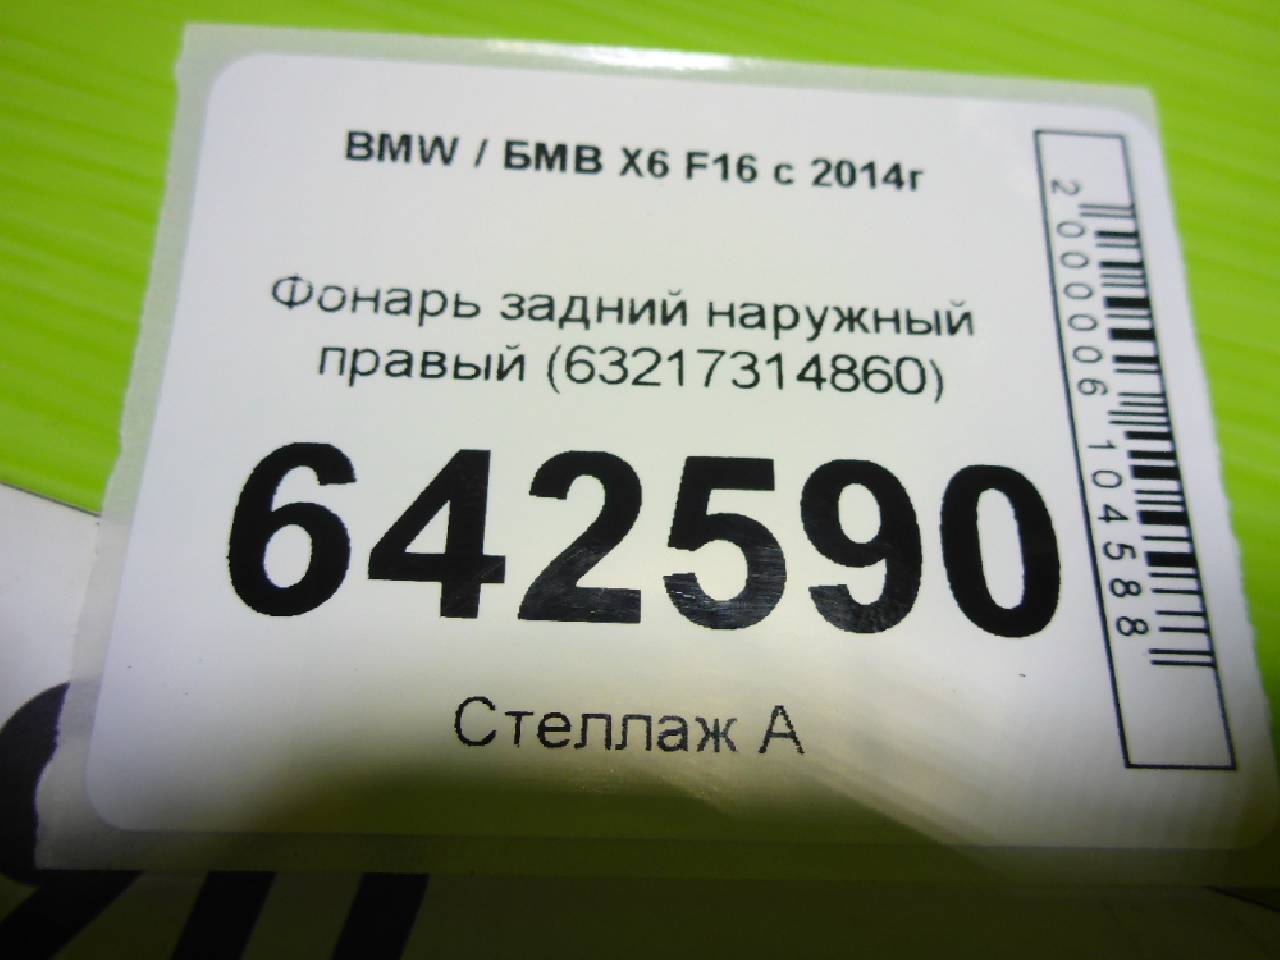 BMW / БМВ X6 F16 с 2014г
Фонарь задний наружный
правый (63217314860)
642590
Стеллаж А
2000006104588